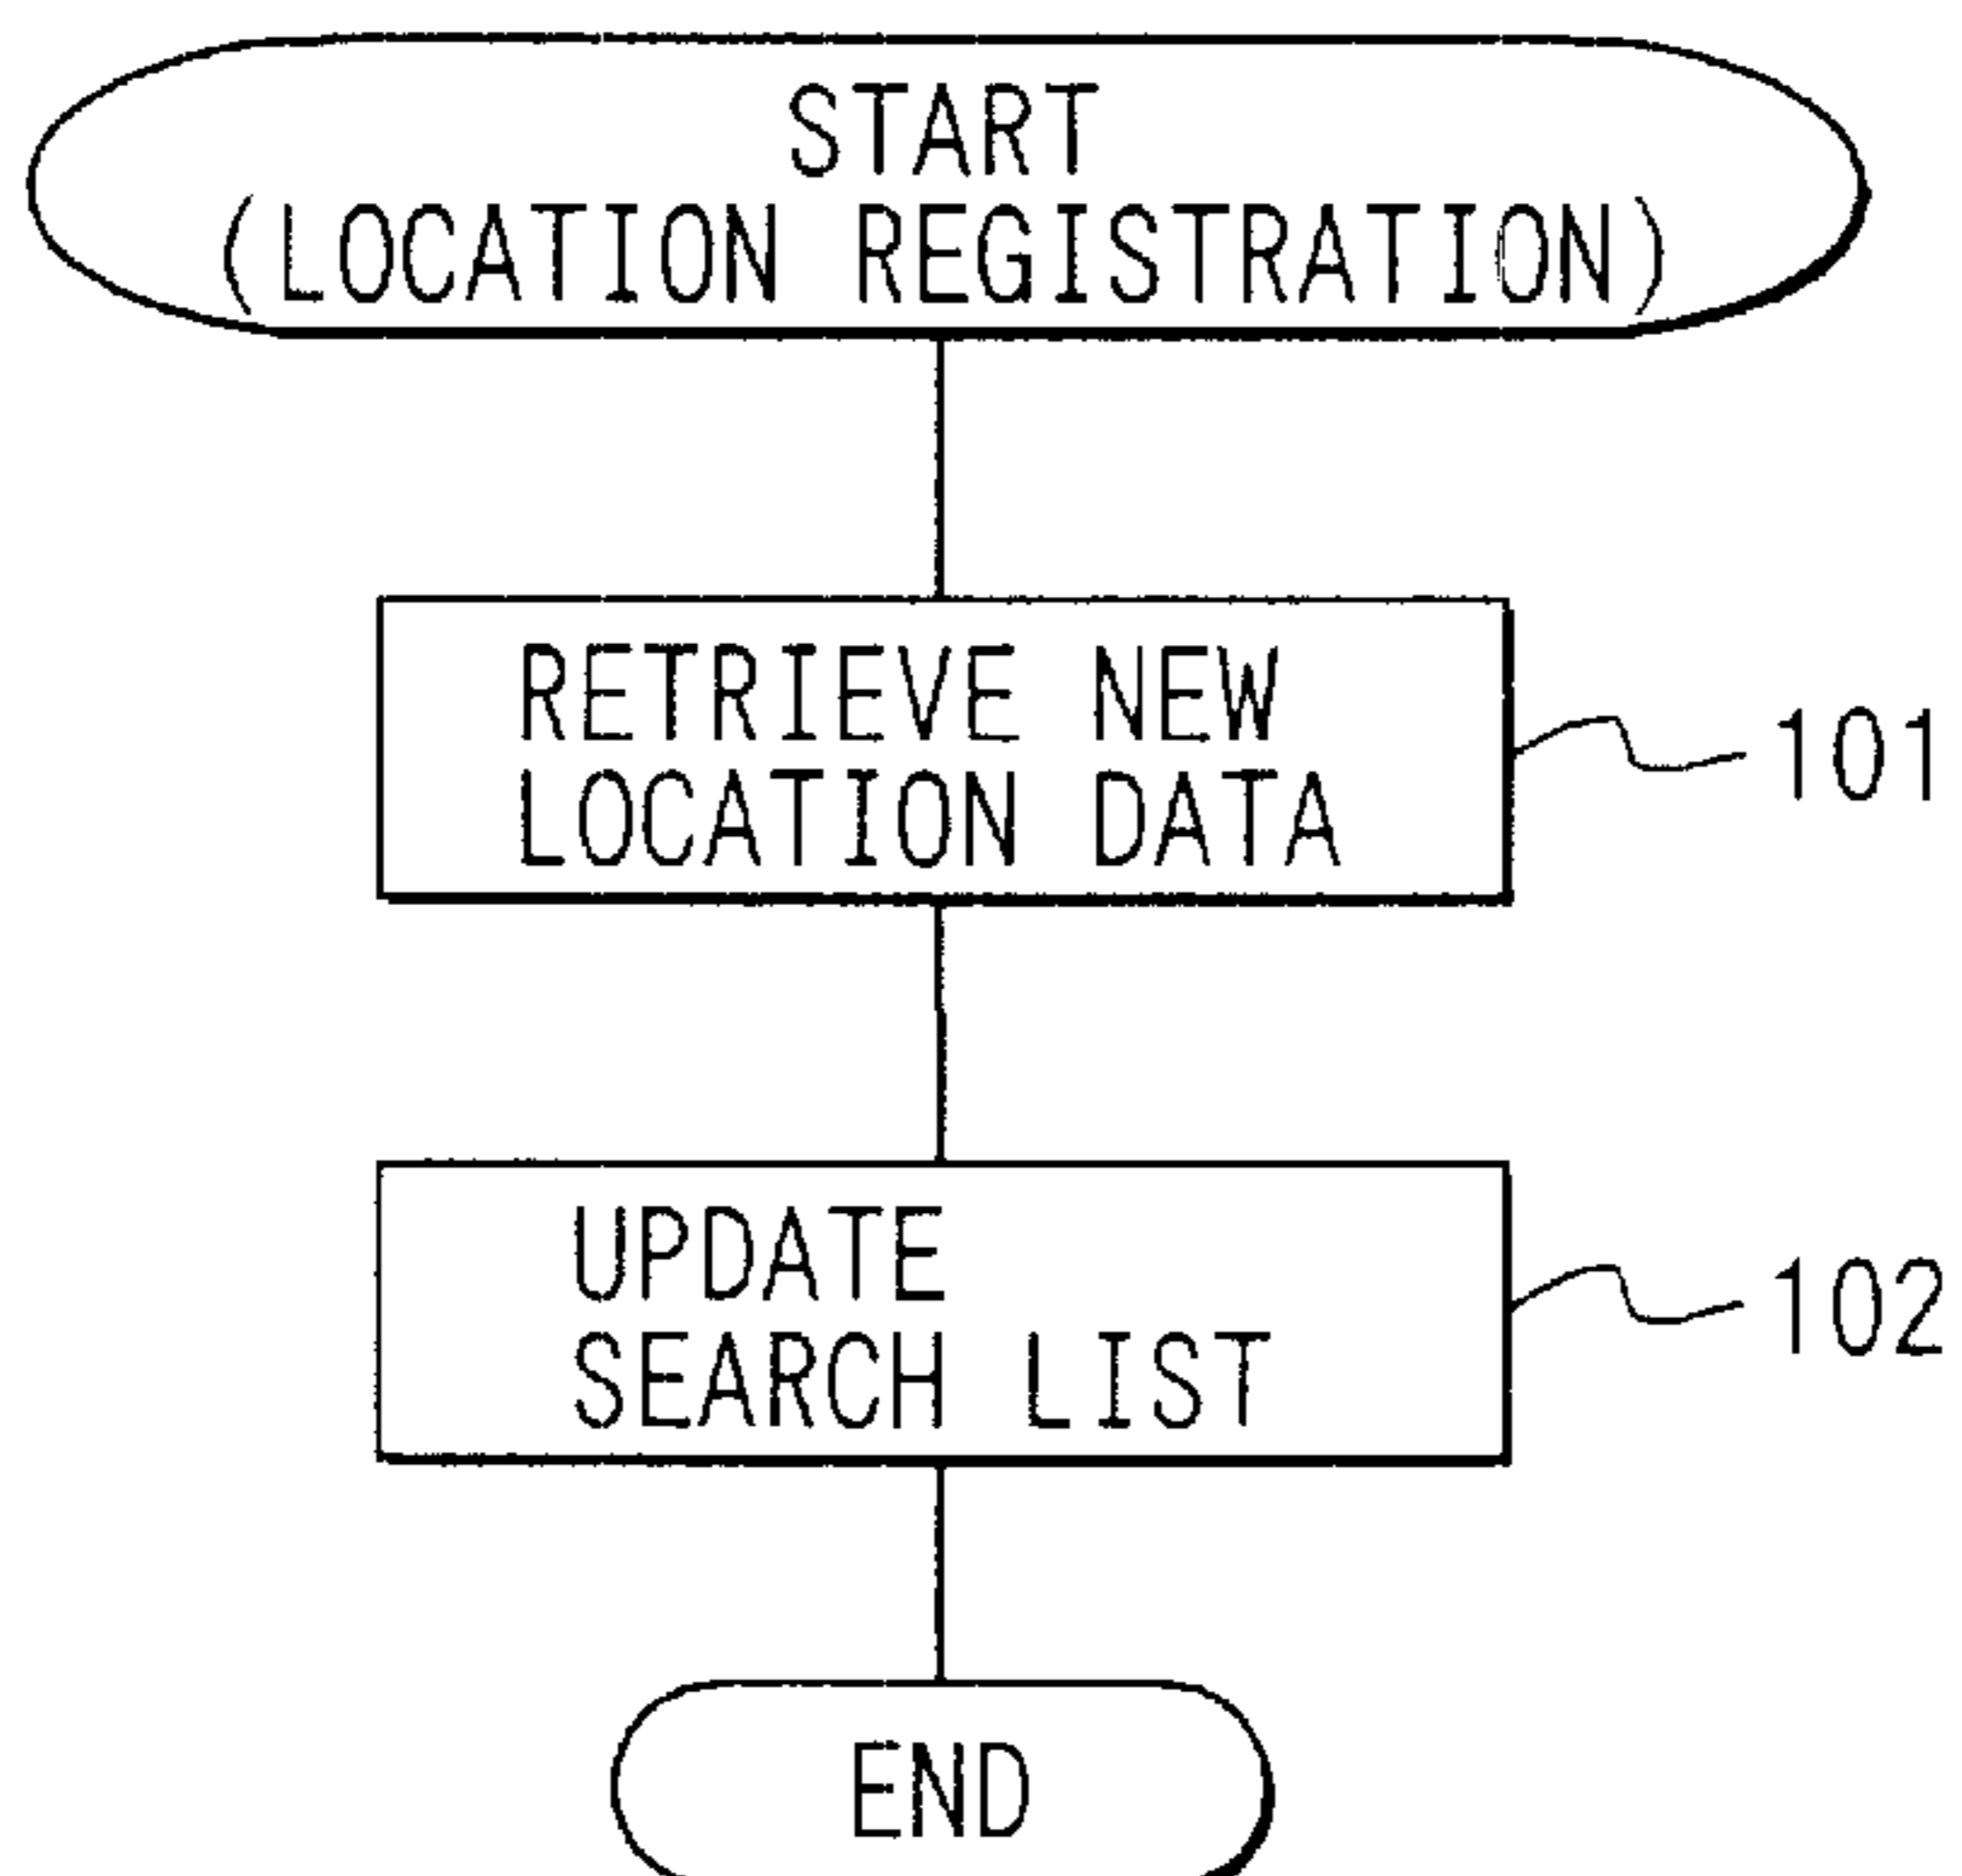 START
(LOCATION REGISTRATION)
RETRIEVE NEW
LOCATION DATA
101
UPDATE
SEARCH LIST
102
END